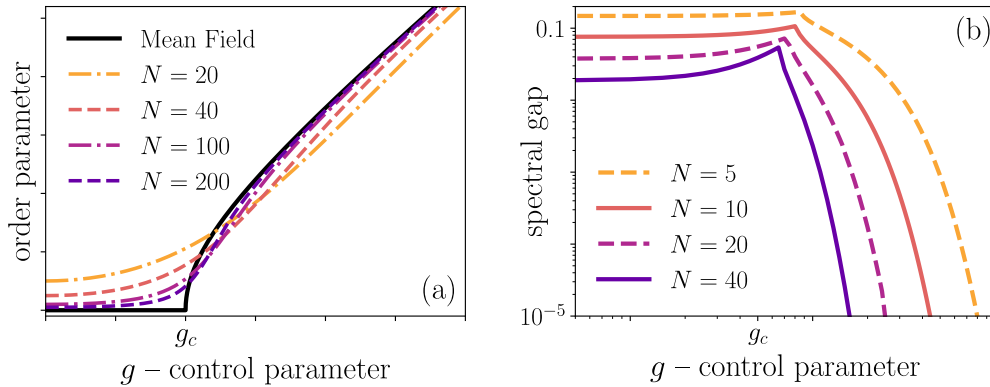 order parameter
Mean Field
N = 20
N = 40
N = 100
N = 200
(a)
g_c
g – control parameter
spectral gap
0.1
10^{-5}
(b)
N = 5
N = 10
N = 20
N = 40
g_c
g – control parameter